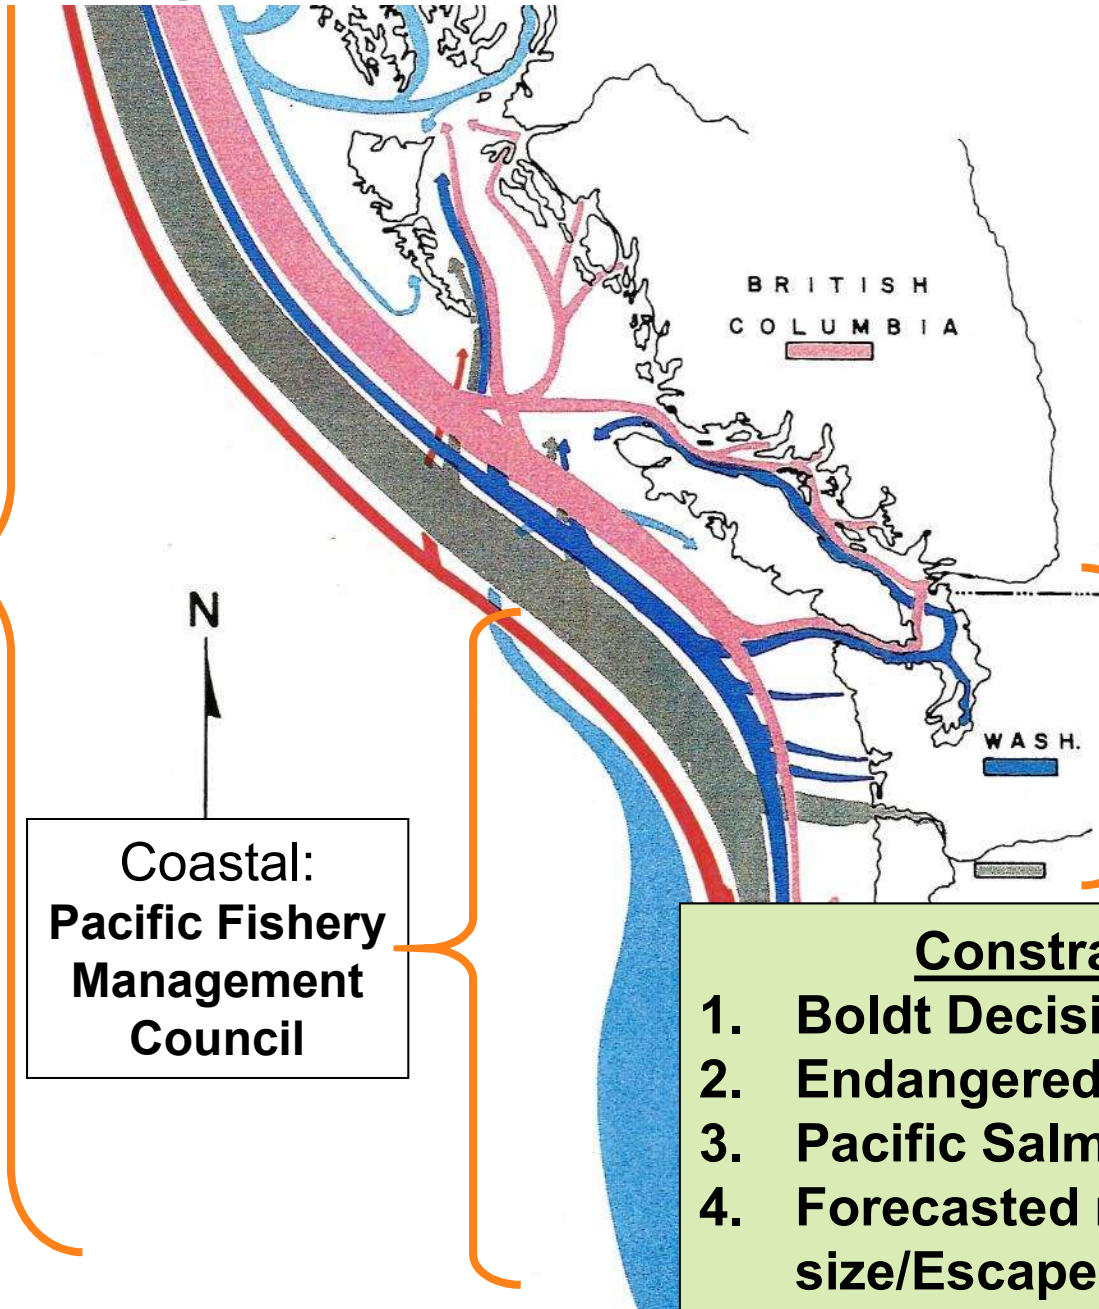 BRITISH
COLUMBIA
N
WASH.
Coastal:
Pacific Fishery
Management
Council
Constra
1. Boldt Decisi
2. Endangered
3. Pacific Salm
4. Forecasted
size/Escape